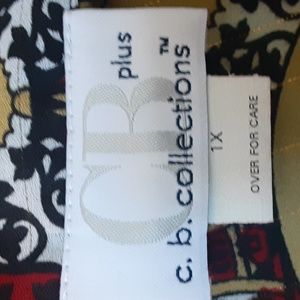 CB plus
c. b. collections™
1X
OVER FOR CARE